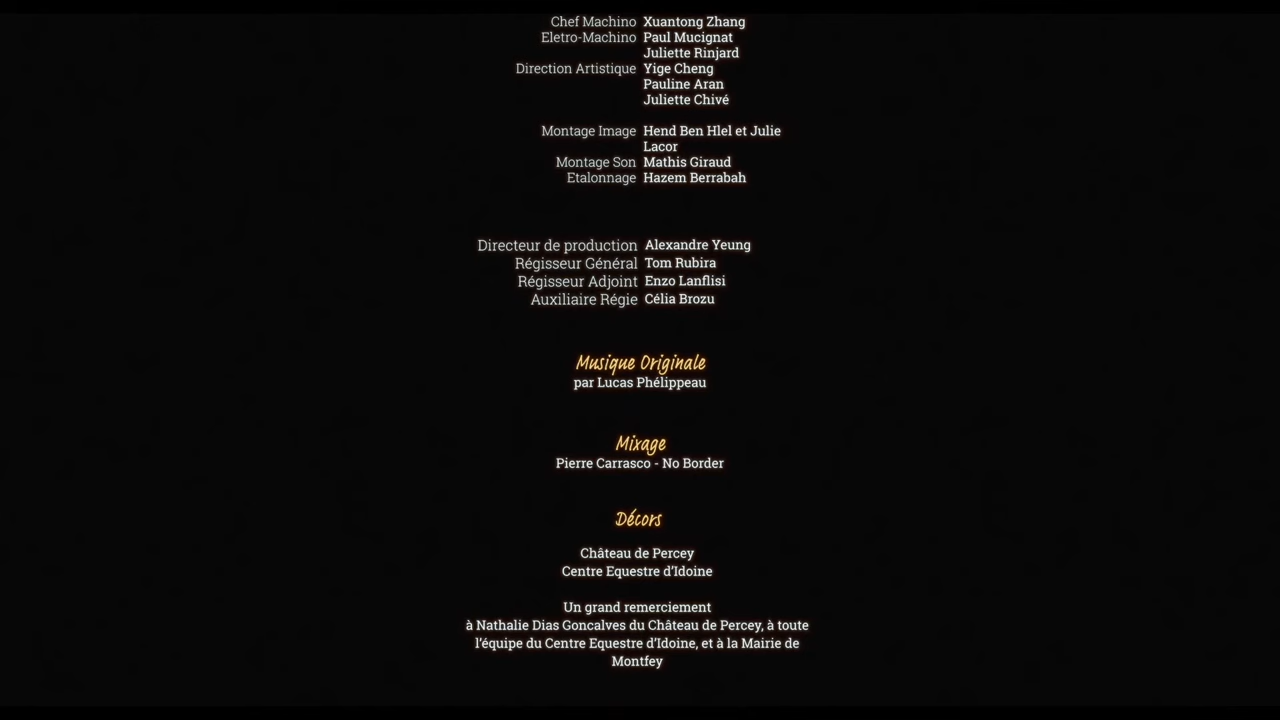 Chef Machino Xuantong Zhang
Eletro-Machino Paul Mucignat
Juliette Rinjard
Direction Artistique Yige Cheng
Pauline Aran
Juliette Chivé
Montage Image Hend Ben Hlel et Julie
Lacor
Montage Son Mathis Giraud
Etalonnage Hazem Berrabah
Directeur de production Alexandre Yeung
Régisseur Général Tom Rubira
Régisseur Adjoint Enzo Lanflisi
Auxiliaire Régie Célia Brozu
Musique Originale
par Lucas Phélippeau
Mixage
Pierre Carrasco - No Border
Décors
Château de Percey
Centre Equestre d’Idoine
Un grand remerciement
à Nathalie Dias Goncalves du Château de Percey, à toute
l’équipe du Centre Equestre d’Idoine, et à la Mairie de
Montfey